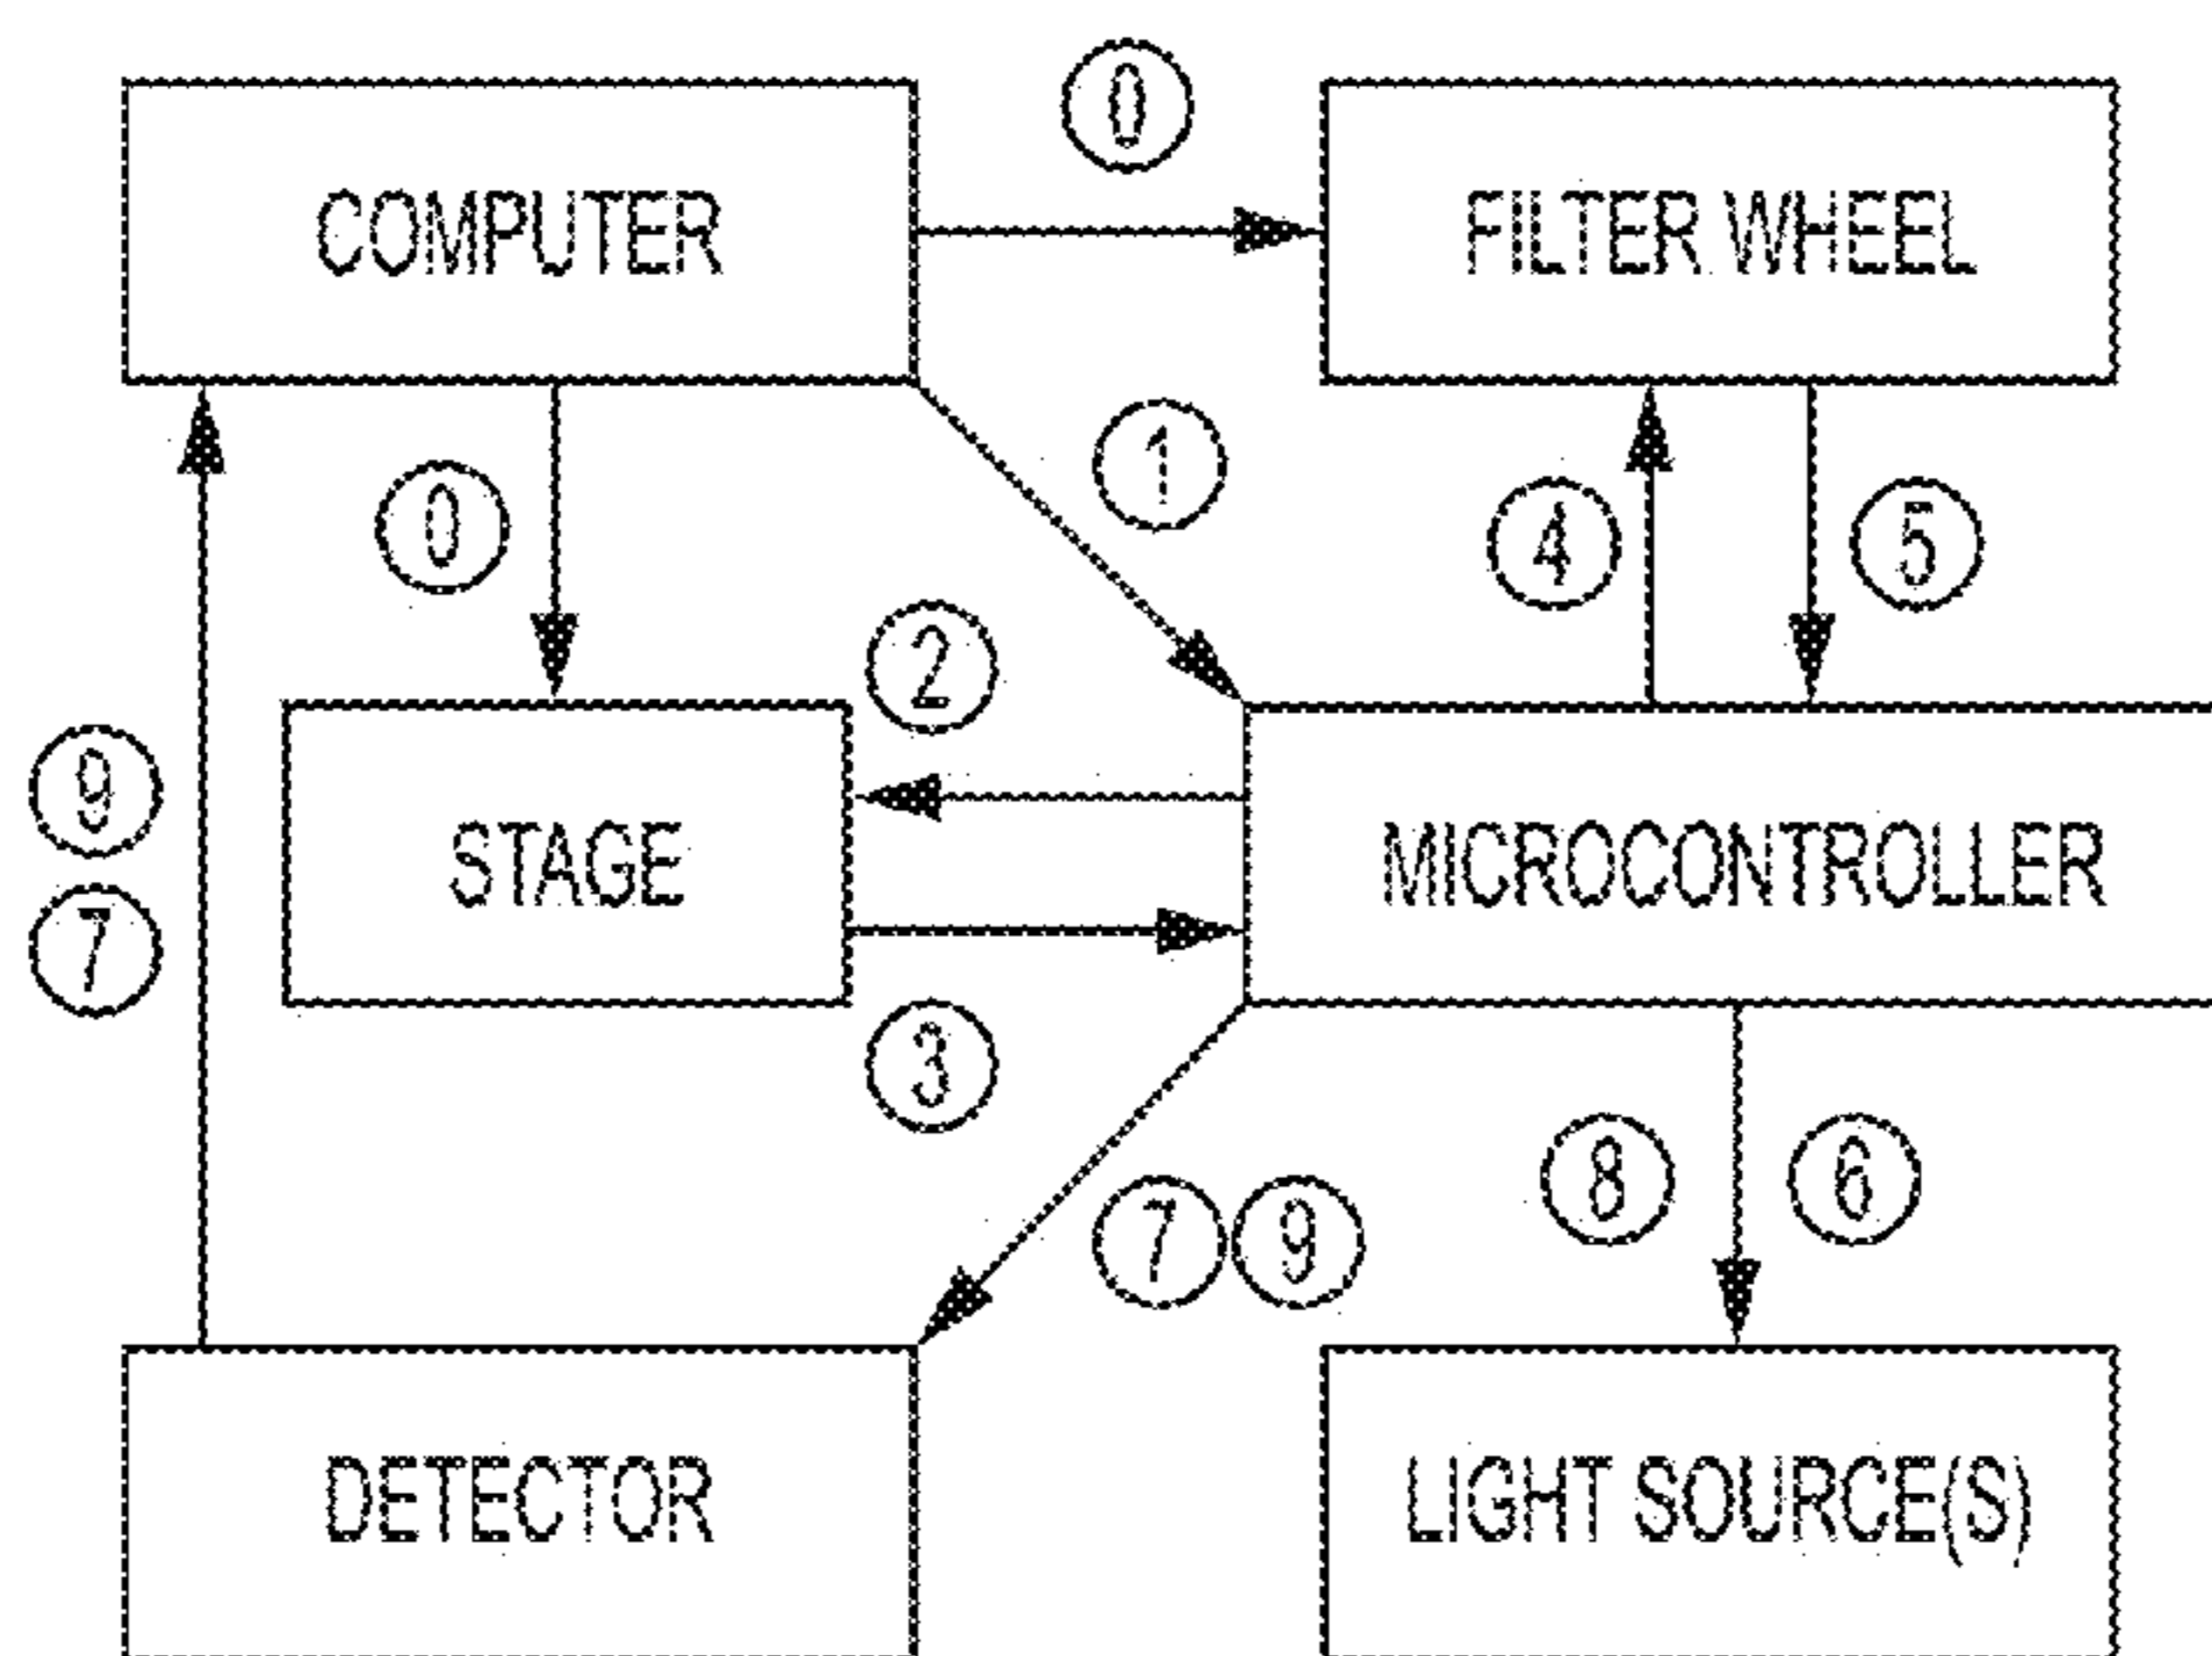 0
COMPUTER
FILTER WHEEL
1
0
4
5
2
9
STAGE
MICROCONTROLLER
7
3
8
6
7
9
DETECTOR
LIGHT SOURCE(S)